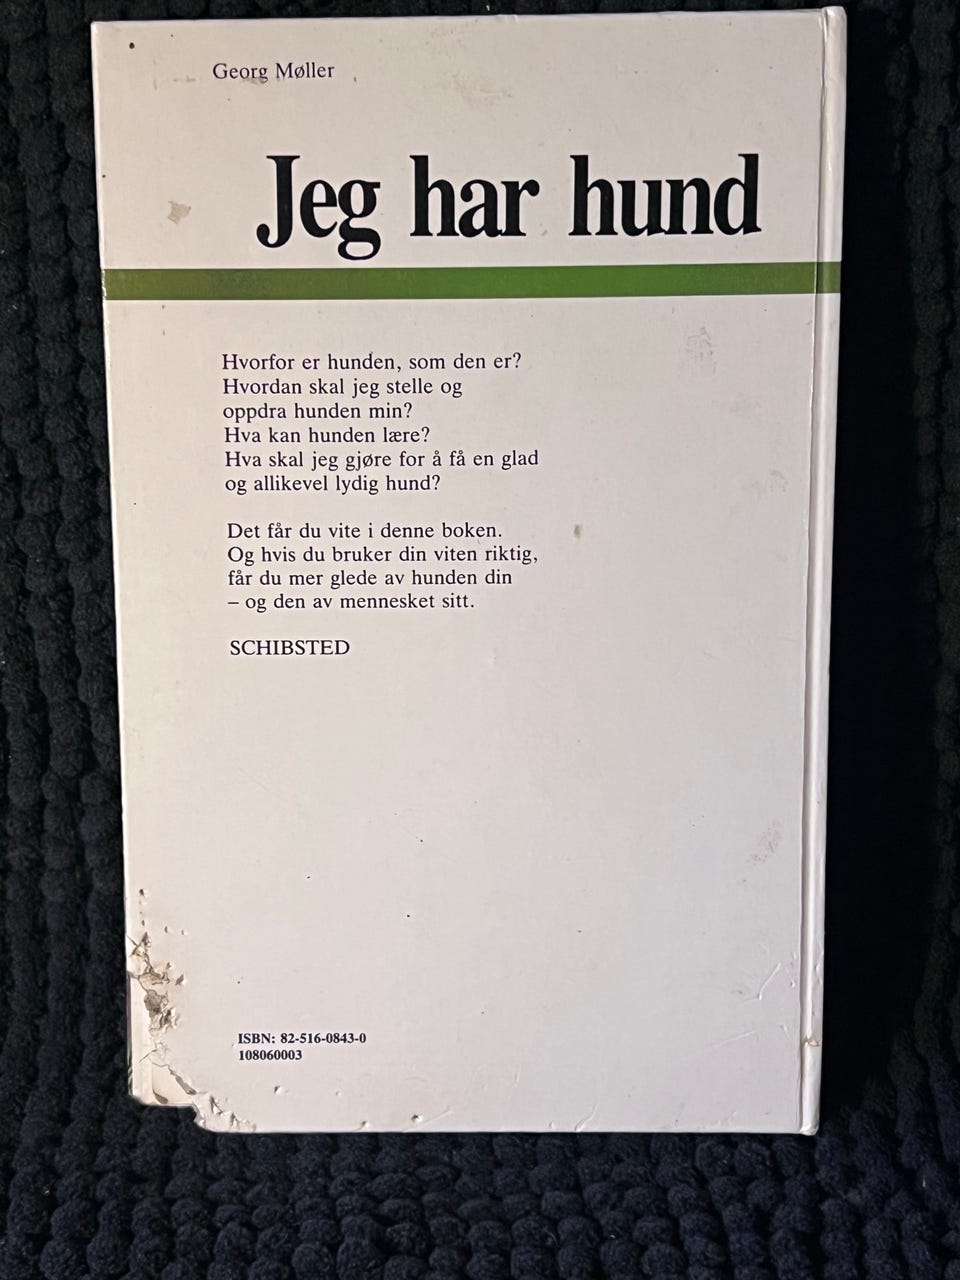 Georg Møller
Jeg har hund
Hvorfor er hunden, som den er?
Hvordan skal jeg stelle og
oppdra hunden min?
Hva kan hunden lære?
Hva skal jeg gjøre for å få en glad
og allikevel lydig hund?
Det får du vite i denne boken.
Og hvis du bruker din viten riktig,
får du mer glede av hunden din
– og den av mennesket sitt.
SCHIBSTED
ISBN: 82-516-0843-0
108060003